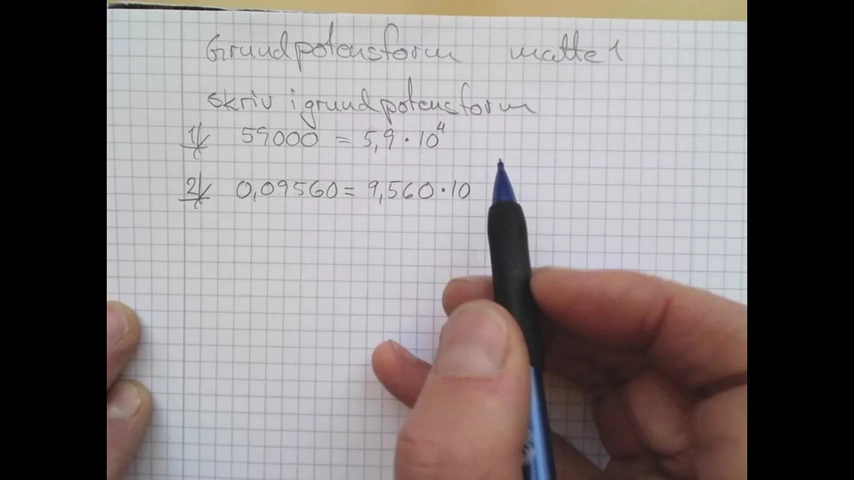 Grundpotensform matte 1
skriv i grundpotensform
1/ 59000 = 5,9 · 10⁴
2/ 0,09560 = 9,560 · 10